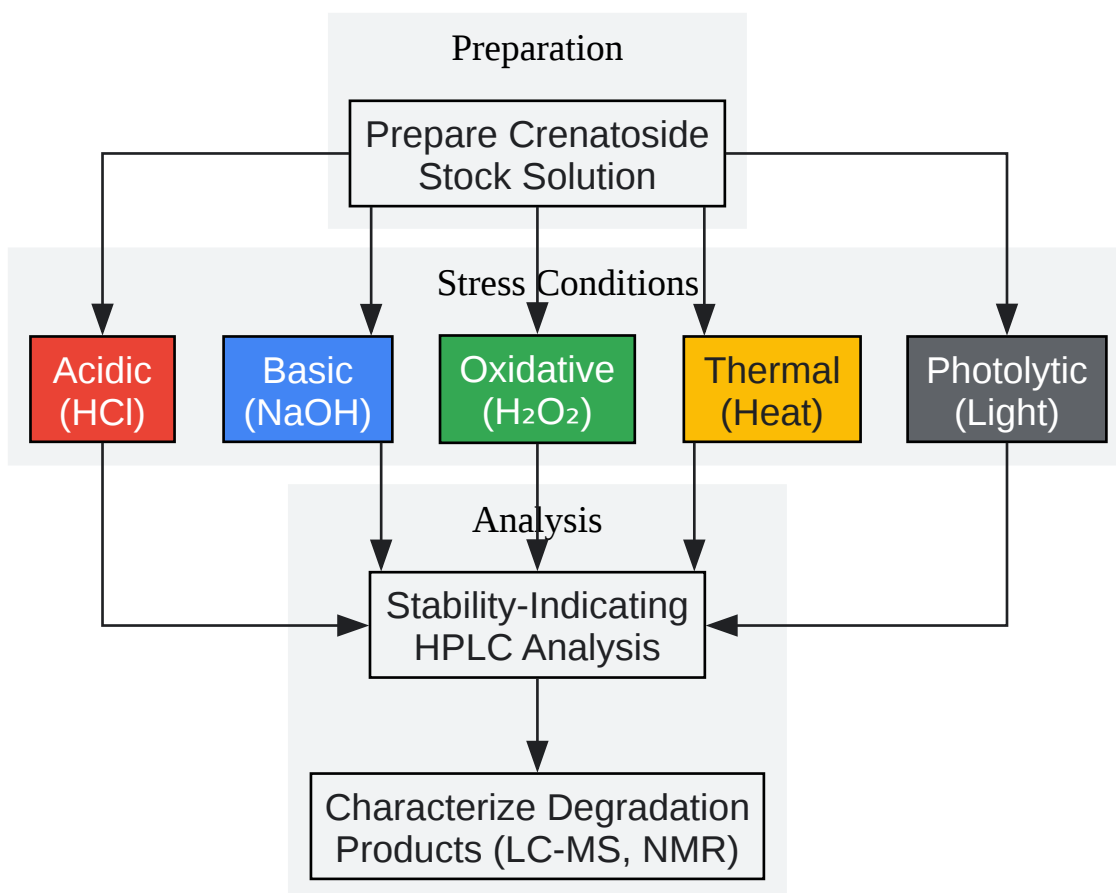 Preparation
Prepare Crenatoside
Stock Solution
Stress Conditions
Acidic
(HCl)
Basic
(NaOH)
Oxidative
(H₂O₂)
Thermal
(Heat)
Photolytic
(Light)
Analysis
Stability-Indicating
HPLC Analysis
Characterize Degradation
Products (LC-MS, NMR)